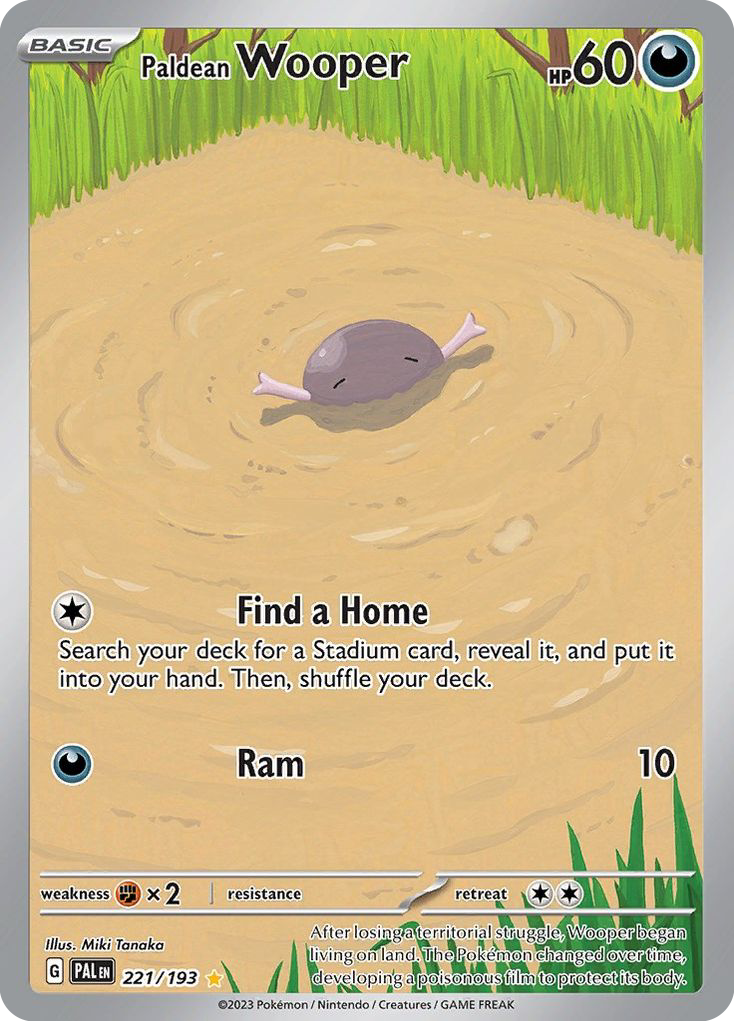 BASIC
Paldean Wooper HP60
Find a Home
Search your deck for a Stadium card, reveal it, and put it
into your hand. Then, shuffle your deck.
Ram 10
weakness ×2 resistance retreat
Illus. Miki Tanaka
After losing a territorial struggle, Wooper began
living on land. The Pokémon changed over time,
developing a poisonous film to protect its body.
G PAL EN 221/193
©2023 Pokémon / Nintendo / Creatures / GAME FREAK